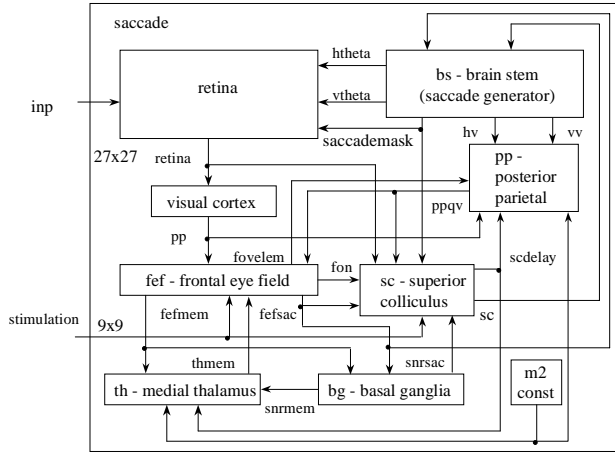 saccade
htheta
bs - brain stem
(saccade generator)
retina
vtheta
inp
hv
vv
saccademask
27x27
retina
pp -
posterior
parietal
visual cortex
ppqv
pp
fovelem
scdelay
fef - frontal eye field
fon
sc - superior
colliculus
stimulation
9x9
fefmem
fefsac
sc
thmem
snrsac
m2
const
th - medial thalamus
bg - basal ganglia
snrmem